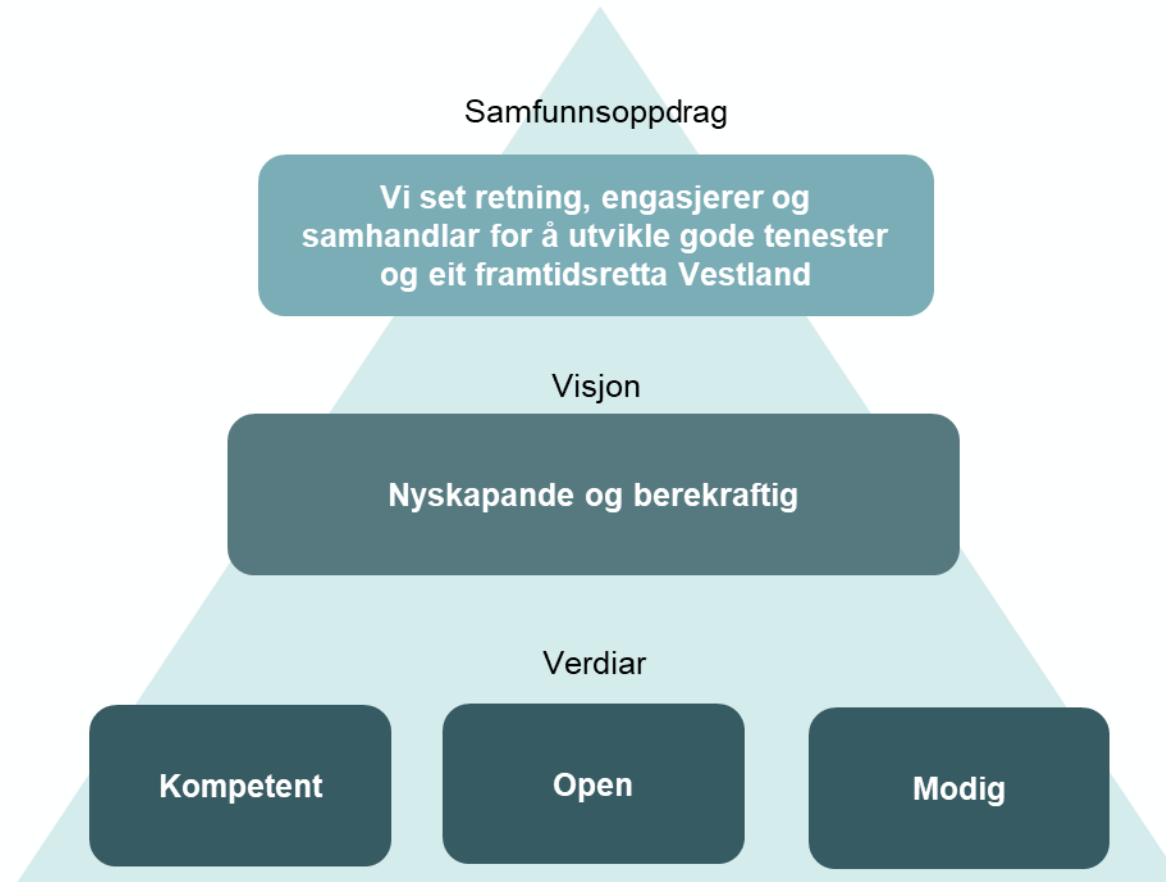 Samfunnsoppdrag
Vi set retning, engasjerer og
samhandlar for å utvikle gode tenester
og eit framtidsretta Vestland
Visjon
Nyskapande og berekraftig
Verdiar
Kompetent
Open
Modig